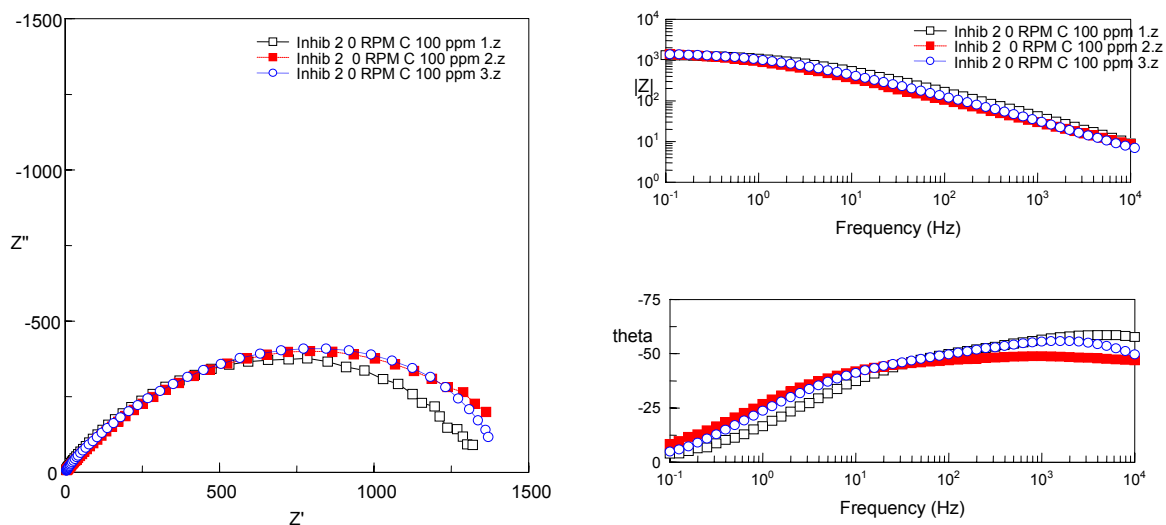 -1500
-1000
-500
0
Z''
0
500
1000
1500
Z'
Inhib 2 0 RPM C 100 ppm 1.z
Inhib 2 0 RPM C 100 ppm 2.z
Inhib 2 0 RPM C 100 ppm 3.z
10⁴
10³
10²
10¹
10⁰
|Z|
10⁻¹
10⁰
10¹
10²
10³
10⁴
Frequency (Hz)
Inhib 2 0 RPM C 100 ppm 1.z
Inhib 2 0 RPM C 100 ppm 2.z
Inhib 2 0 RPM C 100 ppm 3.z
-75
-50
-25
0
theta
10⁻¹
10⁰
10¹
10²
10³
10⁴
Frequency (Hz)